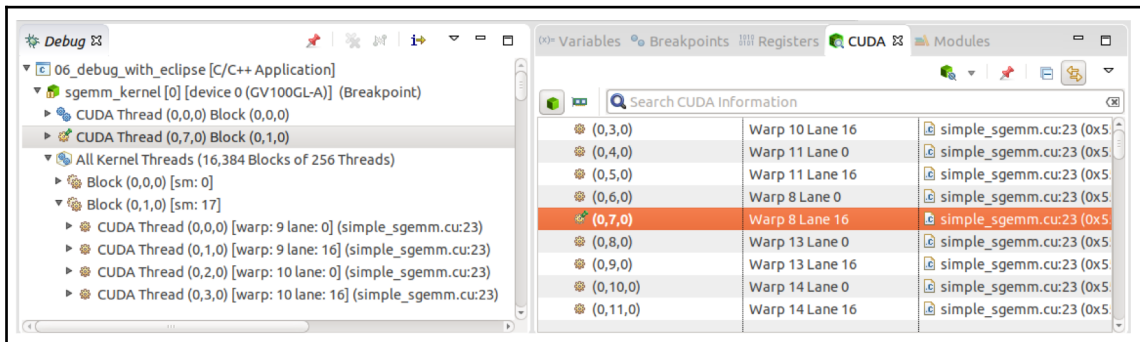 Debug
06_debug_with_eclipse [C/C++ Application]
sgemm_kernel [0] [device 0 (GV100GL-A)] (Breakpoint)
CUDA Thread (0,0,0) Block (0,0,0)
CUDA Thread (0,7,0) Block (0,1,0)
All Kernel Threads (16,384 Blocks of 256 Threads)
Block (0,0,0) [sm: 0]
Block (0,1,0) [sm: 17]
CUDA Thread (0,0,0) [warp: 9 lane: 0] (simple_sgemm.cu:23)
CUDA Thread (0,1,0) [warp: 9 lane: 16] (simple_sgemm.cu:23)
CUDA Thread (0,2,0) [warp: 10 lane: 0] (simple_sgemm.cu:23)
CUDA Thread (0,3,0) [warp: 10 lane: 16] (simple_sgemm.cu:23)
(x)= Variables Breakpoints Registers CUDA Modules
Search CUDA Information
(0,3,0) Warp 10 Lane 16 simple_sgemm.cu:23 (0x5
(0,4,0) Warp 11 Lane 0 simple_sgemm.cu:23 (0x5
(0,5,0) Warp 11 Lane 16 simple_sgemm.cu:23 (0x5
(0,6,0) Warp 8 Lane 0 simple_sgemm.cu:23 (0x5
(0,7,0) Warp 8 Lane 16 simple_sgemm.cu:23 (0x5
(0,8,0) Warp 13 Lane 0 simple_sgemm.cu:23 (0x5
(0,9,0) Warp 13 Lane 16 simple_sgemm.cu:23 (0x5
(0,10,0) Warp 14 Lane 0 simple_sgemm.cu:23 (0x5
(0,11,0) Warp 14 Lane 16 simple_sgemm.cu:23 (0x5